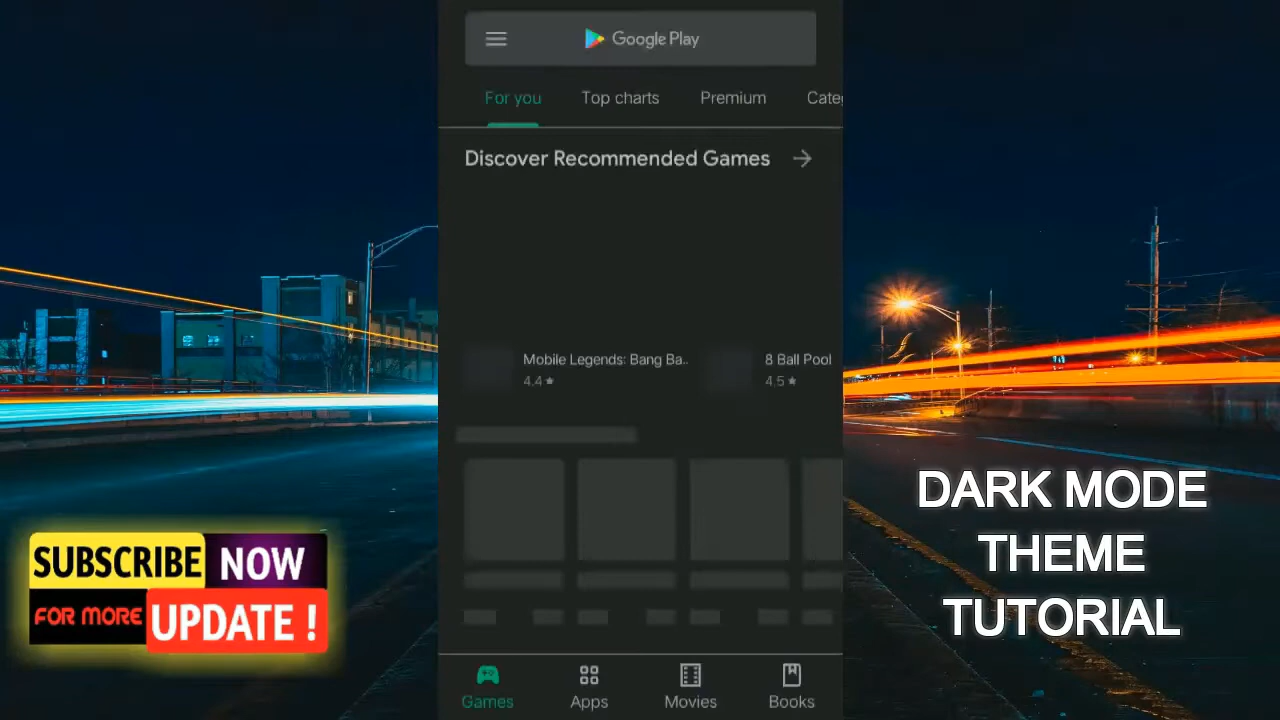 Google Play
For you
Top charts
Premium
Cate
Discover Recommended Games
Mobile Legends: Bang Ba..
4.4★
8 Ball Pool
4.5★
SUBSCRIBE NOW
FOR MORE UPDATE !
DARK MODE
THEME
TUTORIAL
Games
Apps
Movies
Books